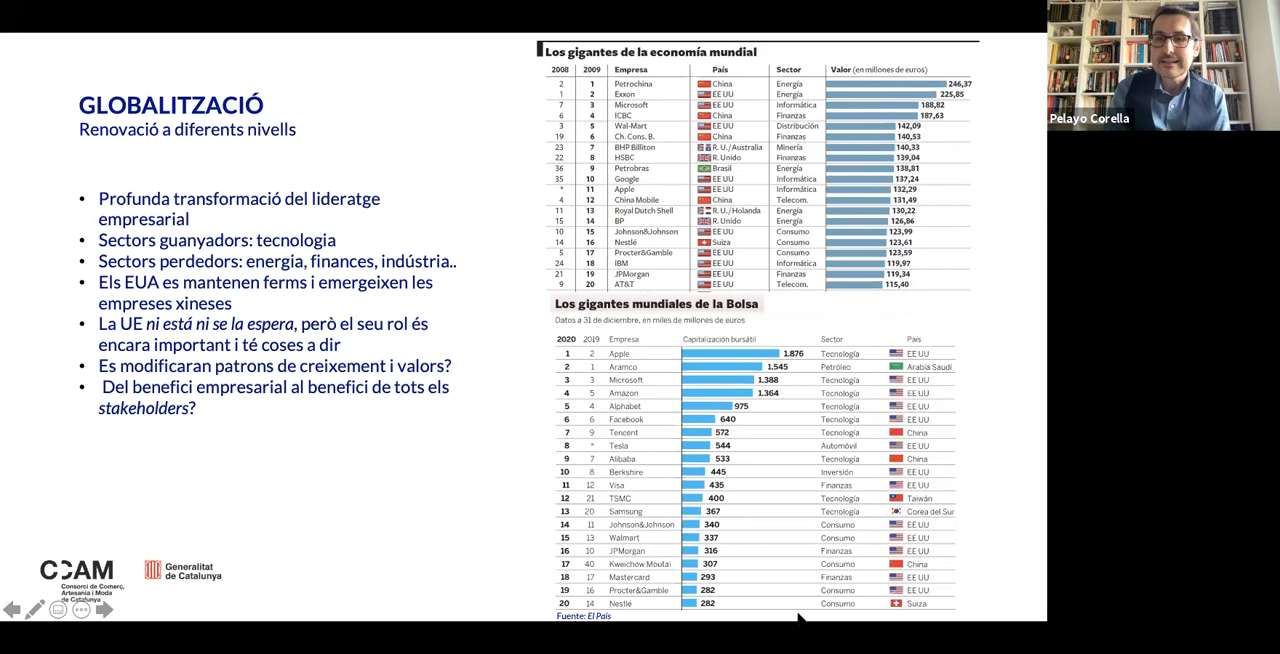 GLOBALITZACIÓ
Renovació a diferents nivells
• Profunda transformació del lideratge
empresarial
• Sectors guanyadors: tecnologia
• Sectors perdedors: energia, finances, indústria..
• Els EUA es mantenen ferms i emergeixen les
empreses xineses
• La UE ni está ni se la espera, però el seu rol és
encara important i té coses a dir
• Es modificaran patrons de creixement i valors?
• Del benefici empresarial al benefici de tots els
stakeholders?
CCAM
Consorci de Comerç,
Artesania i Moda
de Catalunya
Generalitat
de Catalunya
Los gigantes de la economía mundial
2008 2009 Empresa País Sector Valor (en millones de euros)
2 1 Petrochina China Energía 246,37
1 2 Exxon EE UU Energía 225,85
7 3 Microsoft EE UU Informática 188,82
6 4 ICBC China Finanzas 187,63
3 5 Wal-Mart EE UU Distribución 142,09
19 6 Ch. Cons. B. China Finanzas 140,53
23 7 BHP Billiton R. U./Australia Minería 140,33
22 8 HSBC R. Unido Finanzas 139,04
36 9 Petrobras Brasil Energía 138,81
35 10 Google EE UU Informática 137,24
* 11 Apple EE UU Informática 132,29
4 12 China Mobile China Telecom. 131,49
11 13 Royal Dutch Shell R. U./Holanda Energía 130,22
15 14 BP R. Unido Energía 126,86
10 15 Johnson&Johnson EE UU Consumo 123,99
14 16 Nestlé Suiza Consumo 123,61
5 17 Procter&Gamble EE UU Consumo 123,59
24 18 IBM EE UU Informática 119,97
21 19 JPMorgan EE UU Finanzas 119,34
9 20 AT&T EE UU Telecom. 115,40
Los gigantes mundiales de la Bolsa
Datos a 31 de diciembre, en miles de millones de euros
2020 2019 Empresa Capitalización bursátil Sector País
1 2 Apple 1.876 Tecnología EE UU
2 1 Aramco 1.545 Petróleo Arabia Saudí
3 3 Microsoft 1.388 Tecnología EE UU
4 5 Amazon 1.364 Tecnología EE UU
5 4 Alphabet 975 Tecnología EE UU
6 6 Facebook 640 Tecnología EE UU
7 9 Tencent 572 Tecnología China
8 * Tesla 544 Automóvil EE UU
9 7 Alibaba 533 Tecnología China
10 8 Berkshire 445 Inversión EE UU
11 12 Visa 435 Finanzas EE UU
12 21 TSMC 400 Tecnología Taiwán
13 20 Samsung 367 Tecnología Corea del Sur
14 11 Johnson&Johnson 340 Consumo EE UU
15 13 Walmart 337 Consumo EE UU
16 10 JPMorgan 316 Finanzas EE UU
17 40 Kweichow Moutai 307 Consumo China
18 17 Mastercard 293 Finanzas EE UU
19 16 Procter&Gamble 282 Consumo EE UU
20 14 Nestlé 282 Consumo Suiza
Fuente: El País
Pelayo Corella